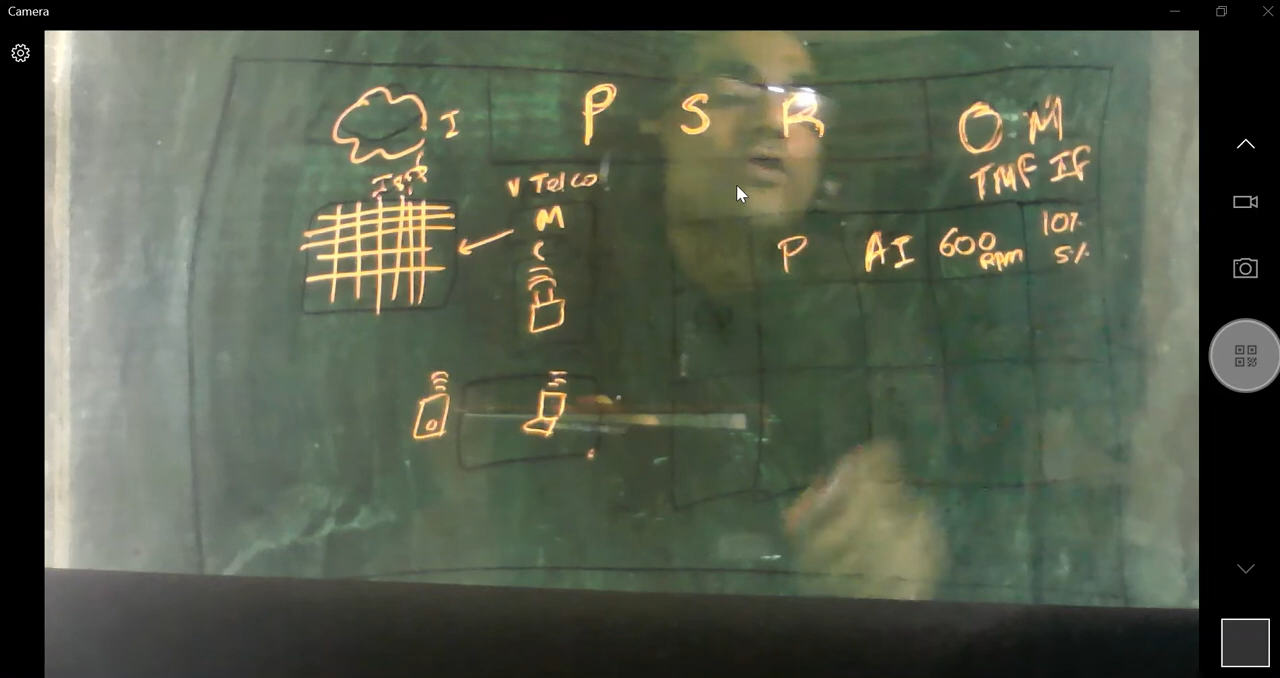 Camera
P S R
I
O M
TMF IF
V Telco
M
C
P AI 600 RPM 10%
5%